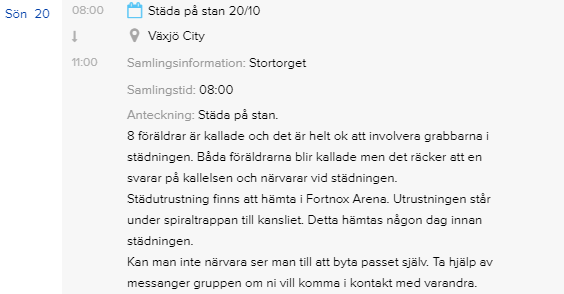 Sön 20
08:00
Städa på stan 20/10
Växjö City
11:00
Samlingsinformation: Stortorget
Samlingstid: 08:00
Anteckning: Städa på stan.
8 föräldrar är kallade och det är helt ok att involvera grabbarna i
städningen. Båda föräldrarna blir kallade men det räcker att en
svarar på kallelsen och närvarar vid städningen.
Städutrustning finns att hämta i Fortnox Arena. Utrustningen står
under spiraltrappan till kansliet. Detta hämtas någon dag innan
städningen.
Kan man inte närvara ser man till att byta passet själv. Ta hjälp av
messanger gruppen om ni vill komma i kontakt med varandra.